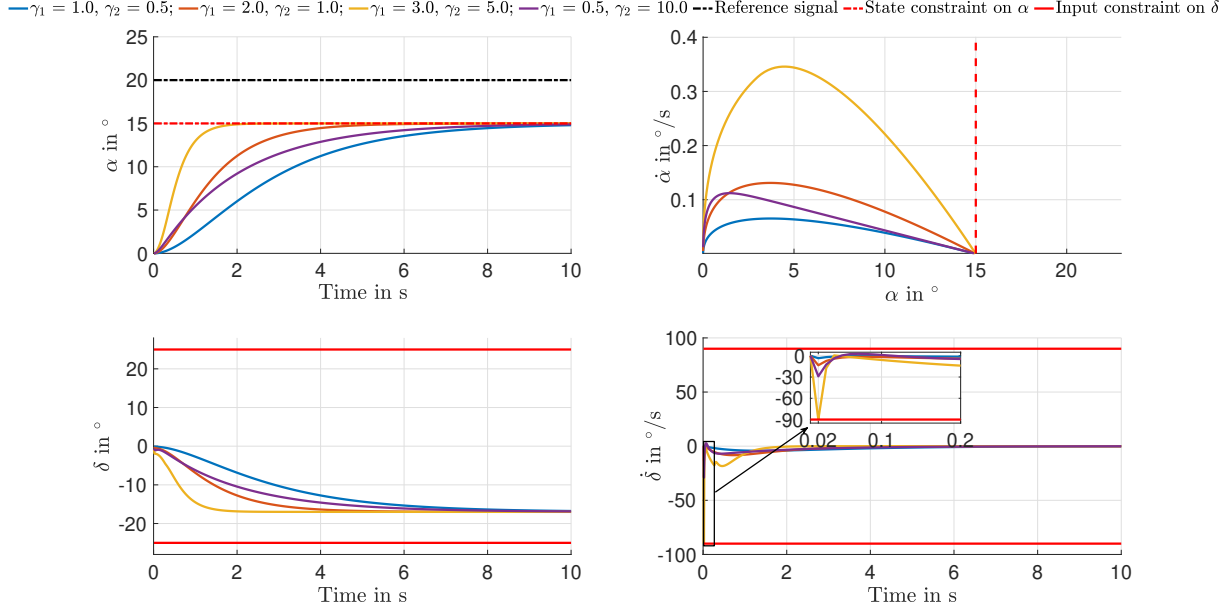 γ₁ = 1.0, γ₂ = 0.5; γ₁ = 2.0, γ₂ = 1.0; γ₁ = 3.0, γ₂ = 5.0; γ₁ = 0.5, γ₂ = 10.0 Reference signal State constraint on α Input constraint on δ
25
20
15
10
5
0
α in °
0 2 4 6 8 10
Time in s
0.4
0.3
0.2
0.1
α̇ in °/s
0 5 10 15 20
α in °
20
10
0
-10
-20
δ in °
0 2 4 6 8 10
Time in s
100
50
0
-50
-100
δ̇ in °/s
0
-30
-60
-90
0.02 0.1 0.2
0 2 4 6 8 10
Time in s